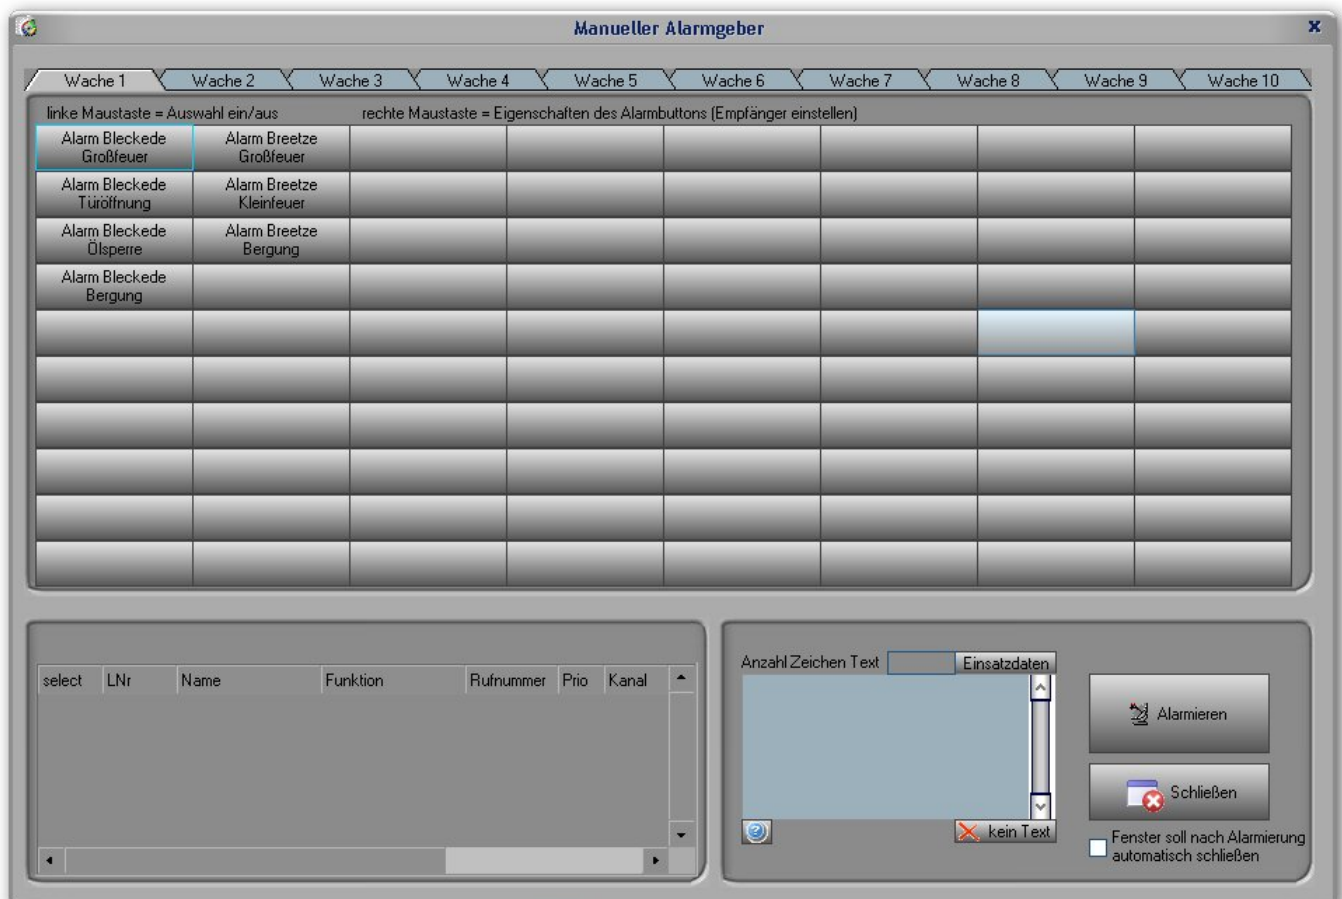 Manueller Alarmgeber
Wache 1 Wache 2 Wache 3 Wache 4 Wache 5 Wache 6 Wache 7 Wache 8 Wache 9 Wache 10
linke Maustaste = Auswahl ein/aus rechte Maustaste = Eigenschaften des Alarmbuttons (Empfänger einstellen)
Alarm Bleckede
Großfeuer
Alarm Breetze
Großfeuer
Alarm Bleckede
Türöffnung
Alarm Breetze
Kleinfeuer
Alarm Bleckede
Ölsperre
Alarm Breetze
Bergung
Alarm Bleckede
Bergung
select LNr Name Funktion Rufnummer Prio Kanal
Anzahl Zeichen Text Einsatzdaten
kein Text
Alarmieren
Schließen
Fenster soll nach Alarmierung
automatisch schließen